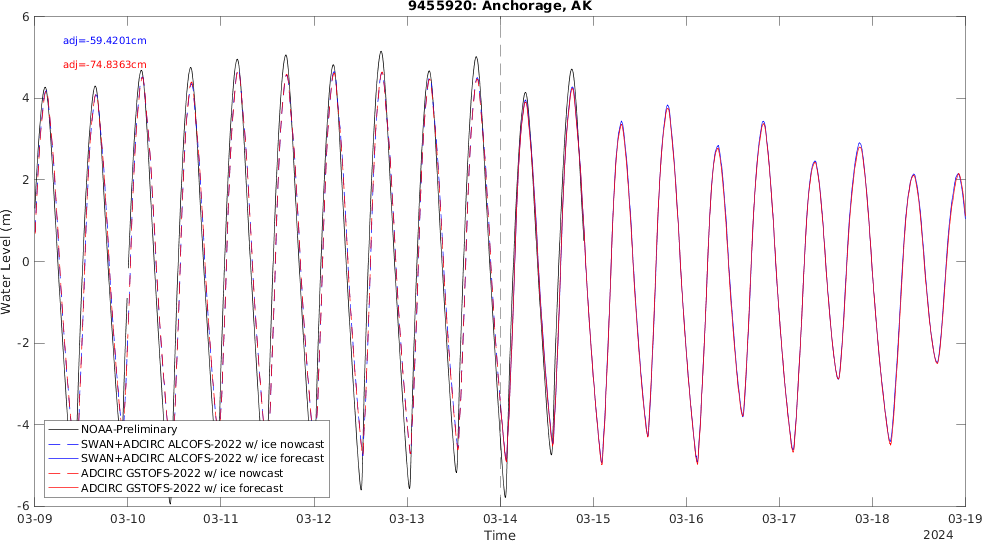 9455920: Anchorage, AK
adj=-59.4201cm
adj=-74.8363cm
Water Level (m)
6
4
2
0
-2
-4
-6
NOAA-Preliminary
SWAN+ADCIRC ALCOFS-2022 w/ ice nowcast
SWAN+ADCIRC ALCOFS-2022 w/ ice forecast
ADCIRC GSTOFS-2022 w/ ice nowcast
ADCIRC GSTOFS-2022 w/ ice forecast
03-09 03-10 03-11 03-12 03-13 03-14 03-15 03-16 03-17 03-18 03-19
Time
2024